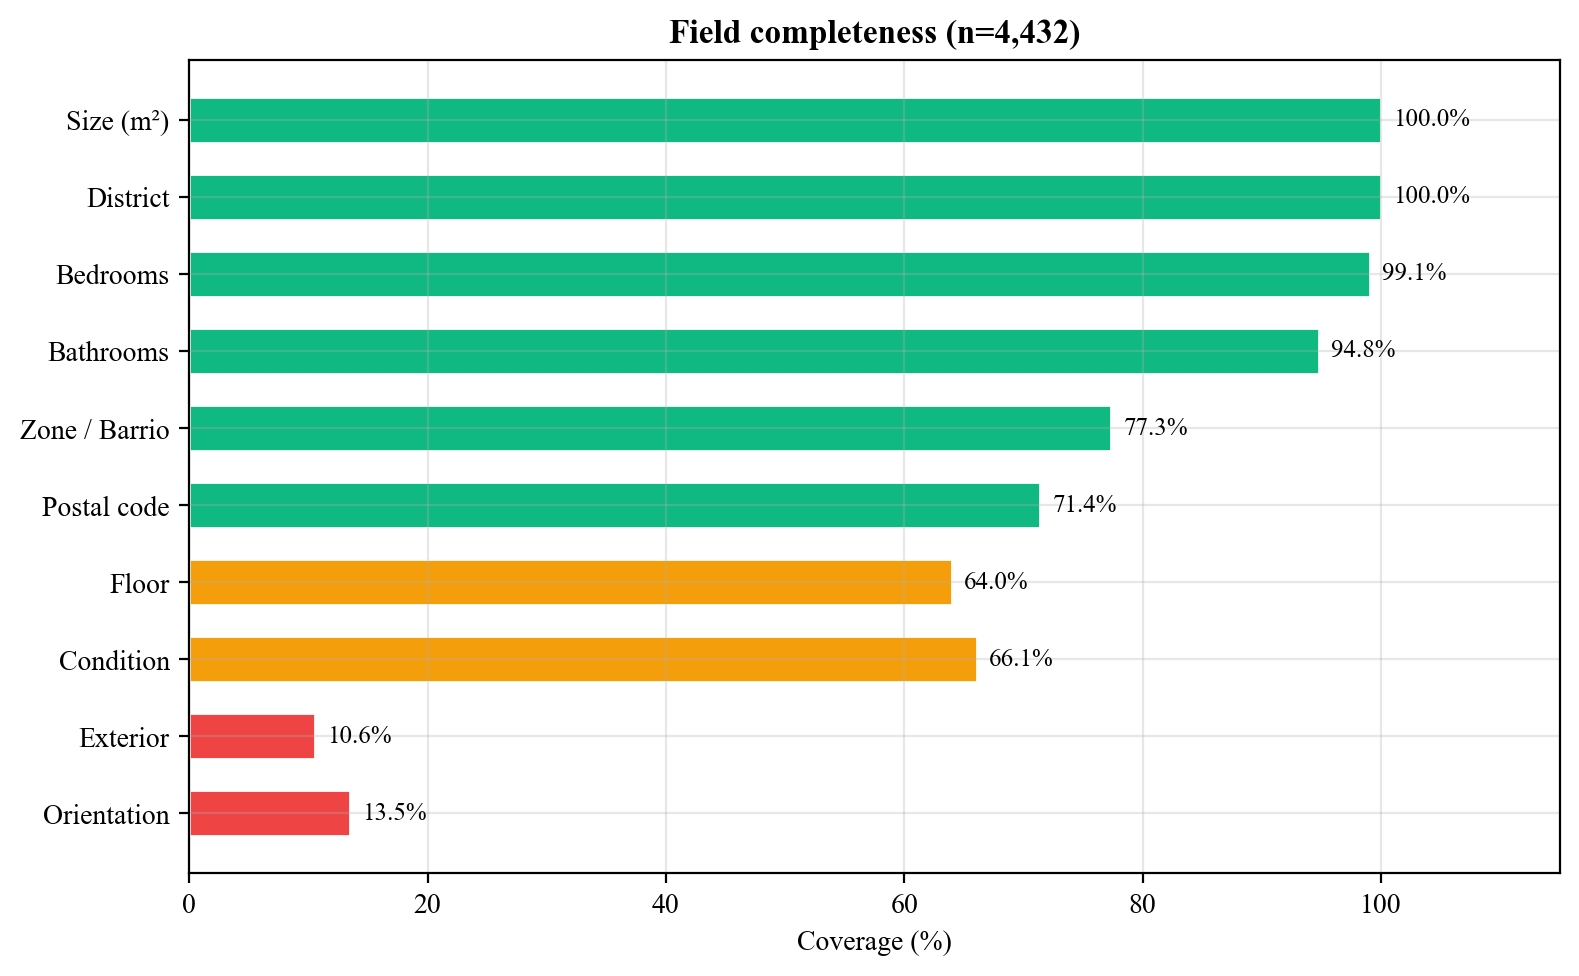 Field completeness (n=4,432)
Size (m²) 100.0%
District 100.0%
Bedrooms 99.1%
Bathrooms 94.8%
Zone / Barrio 77.3%
Postal code 71.4%
Floor 64.0%
Condition 66.1%
Exterior 10.6%
Orientation 13.5%
0 20 40 60 80 100
Coverage (%)